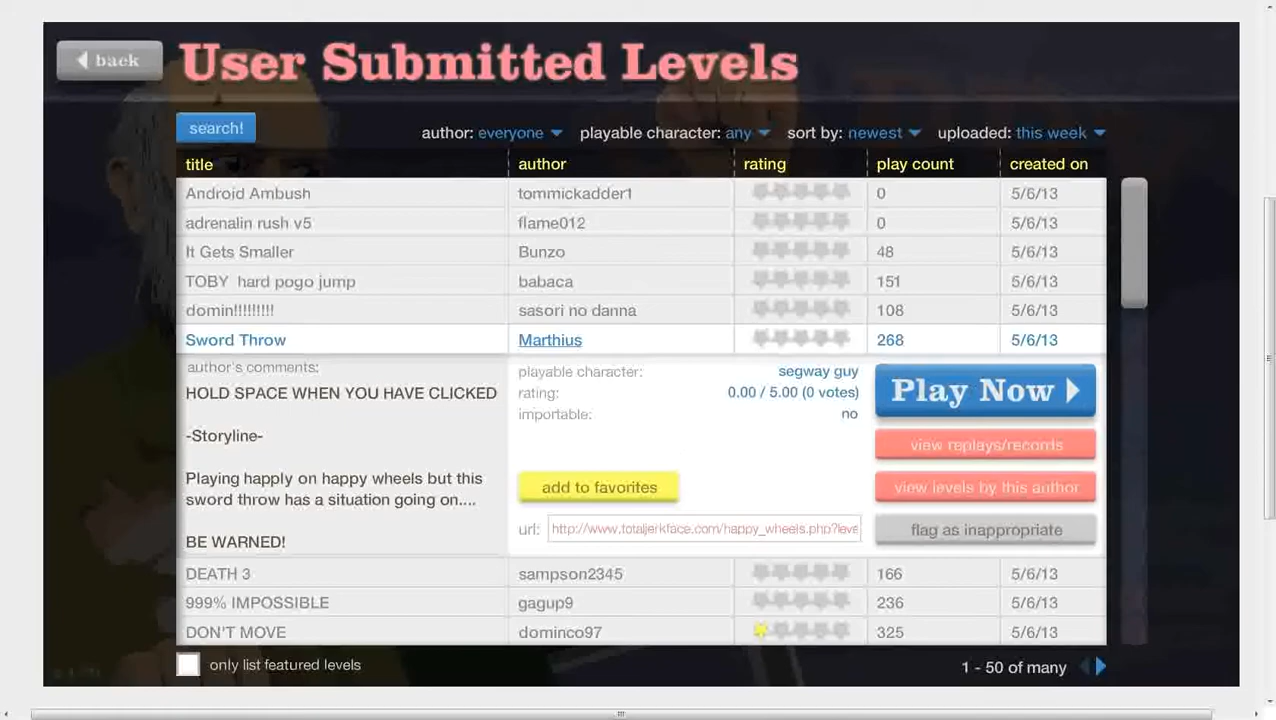 back
User Submitted Levels
search!
author: everyone playable character: any sort by: newest uploaded: this week
title author rating play count created on
Android Ambush tommickadder1 0 5/6/13
adrenalin rush v5 flame012 0 5/6/13
It Gets Smaller Bunzo 48 5/6/13
TOBY hard pogo jump babaca 151 5/6/13
domin!!!!!!!!! sasori no danna 108 5/6/13
Sword Throw Marthius 268 5/6/13
author's comments:
HOLD SPACE WHEN YOU HAVE CLICKED
-Storyline-
Playing happly on happy wheels but this
sword throw has a situation going on....
BE WARNED!
playable character: segway guy
rating: 0.00 / 5.00 (0 votes)
importable: no
add to favorites
url: http://www.totaljerkface.com/happy_wheels.php?leve
Play Now
view replays/records
view levels by this author
flag as inappropriate
DEATH 3 sampson2345 166 5/6/13
999% IMPOSSIBLE gagup9 236 5/6/13
DON'T MOVE dominco97 325 5/6/13
only list featured levels 1 - 50 of many